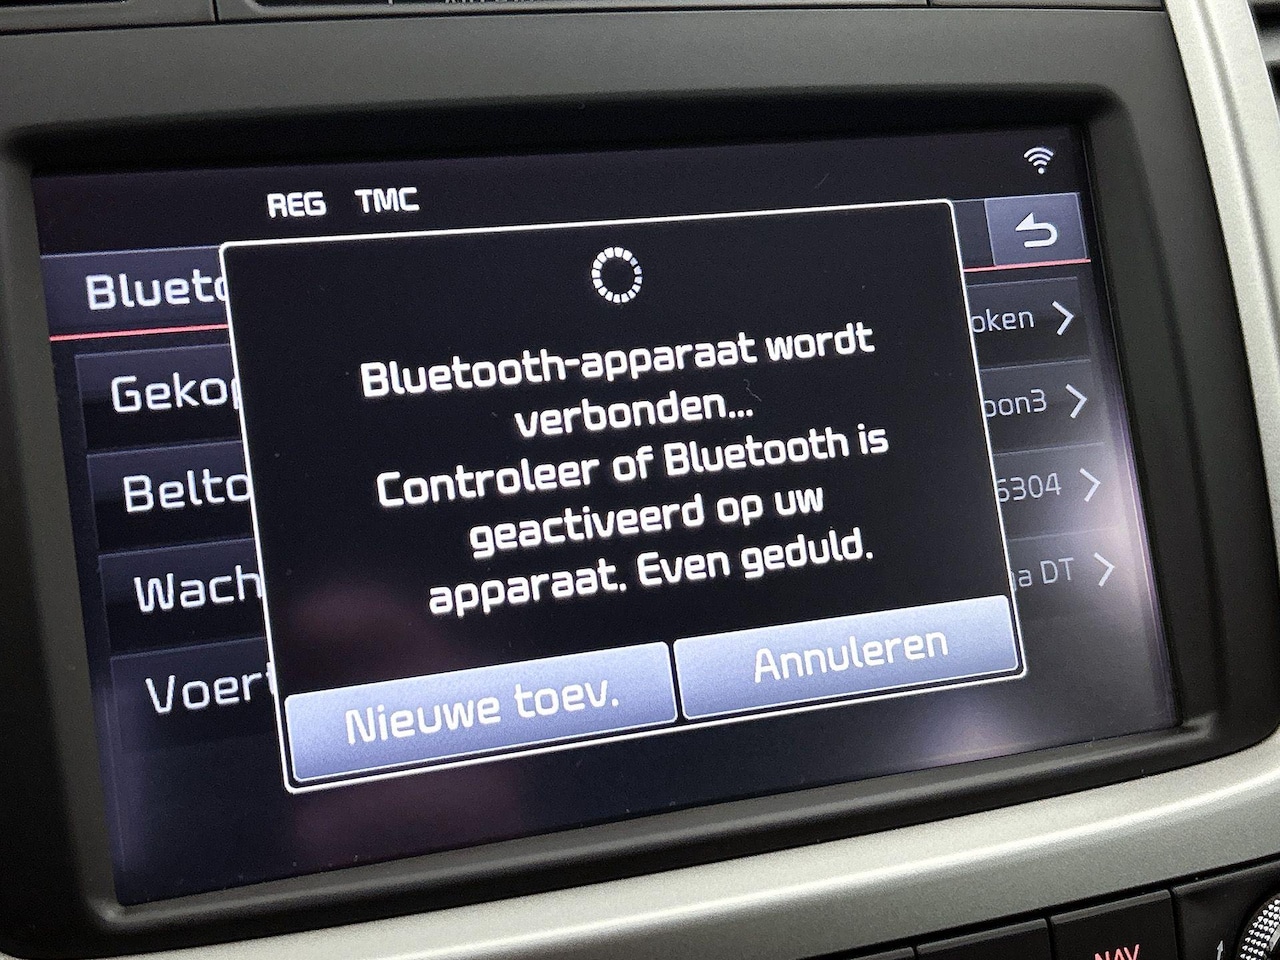 REG TMC
Blueto
Bluetooth-apparaat wordt
verbonden...
Controleer of Bluetooth is
geactiveerd op uw
apparaat. Even geduld.
Nieuwe toev.
Annuleren
Gekop
oken
Belto
oon3
Wach
6304
Voert
a DT
NAV